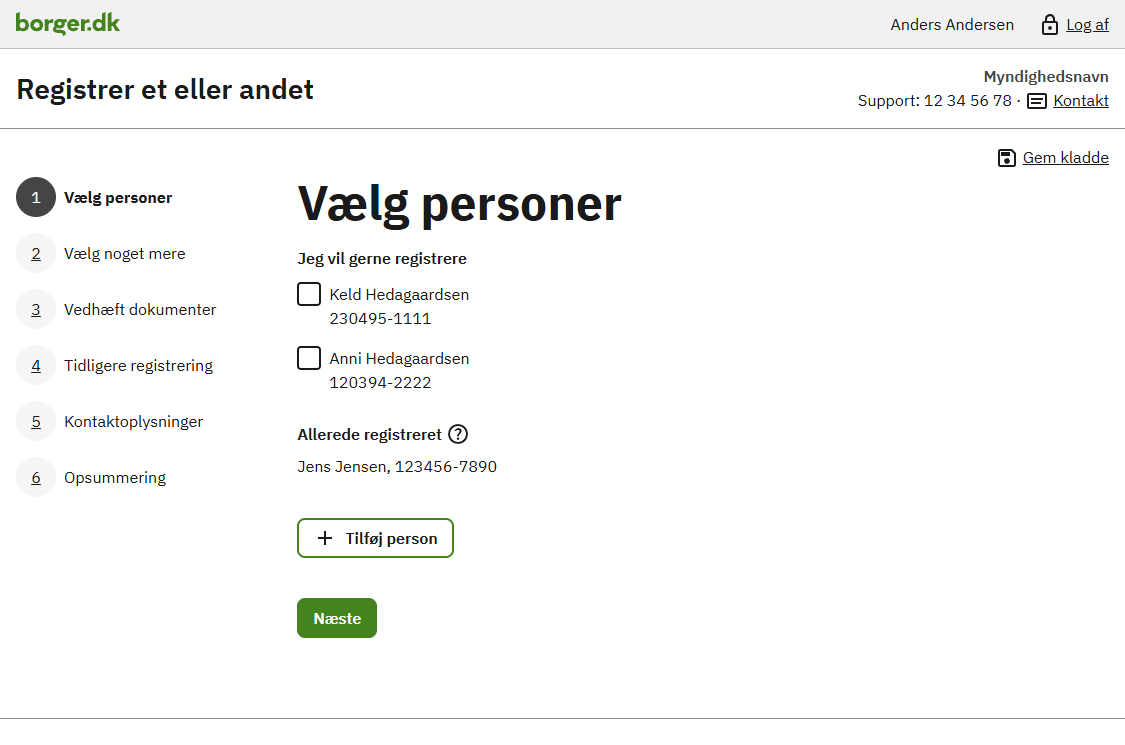 borger.dk
Anders Andersen
Log af
Registrer et eller andet
Myndighedsnavn
Support: 12 34 56 78 · Kontakt
Gem kladde
1 Vælg personer
2 Vælg noget mere
3 Vedhæft dokumenter
4 Tidligere registrering
5 Kontaktoplysninger
6 Opsummering
Vælg personer
Jeg vil gerne registrere
Keld Hedagaardsen
230495-1111
Anni Hedagaardsen
120394-2222
Allerede registreret ?
Jens Jensen, 123456-7890
+ Tilføj person
Næste